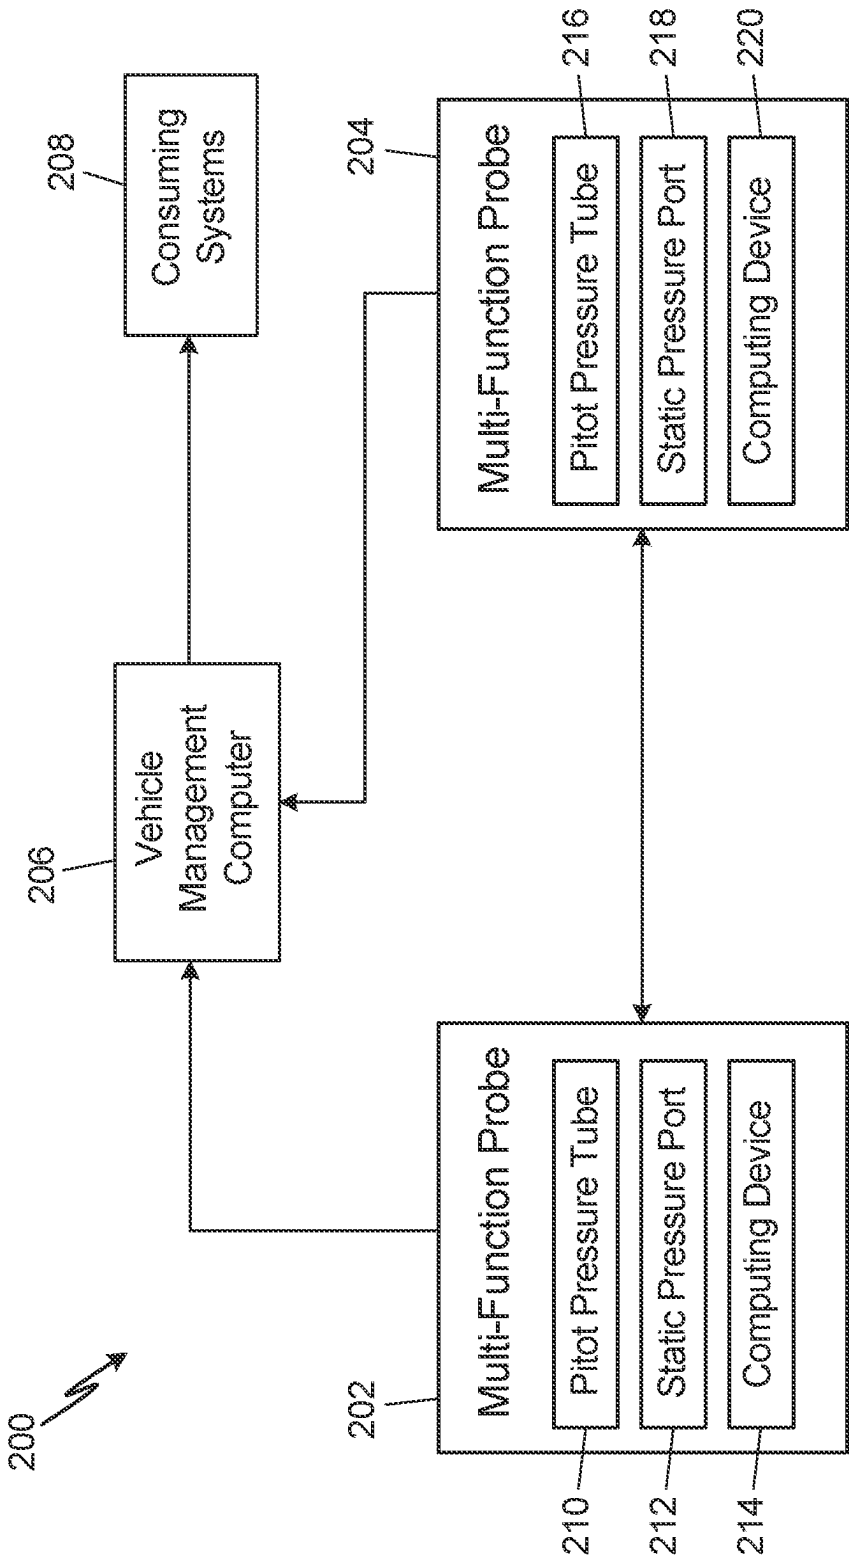 200
206
Vehicle
Management
Computer
208
Consuming
Systems
202
Multi-Function Probe
210
Pitot Pressure Tube
212
Static Pressure Port
214
Computing Device
204
Multi-Function Probe
Pitot Pressure Tube
216
Static Pressure Port
218
Computing Device
220